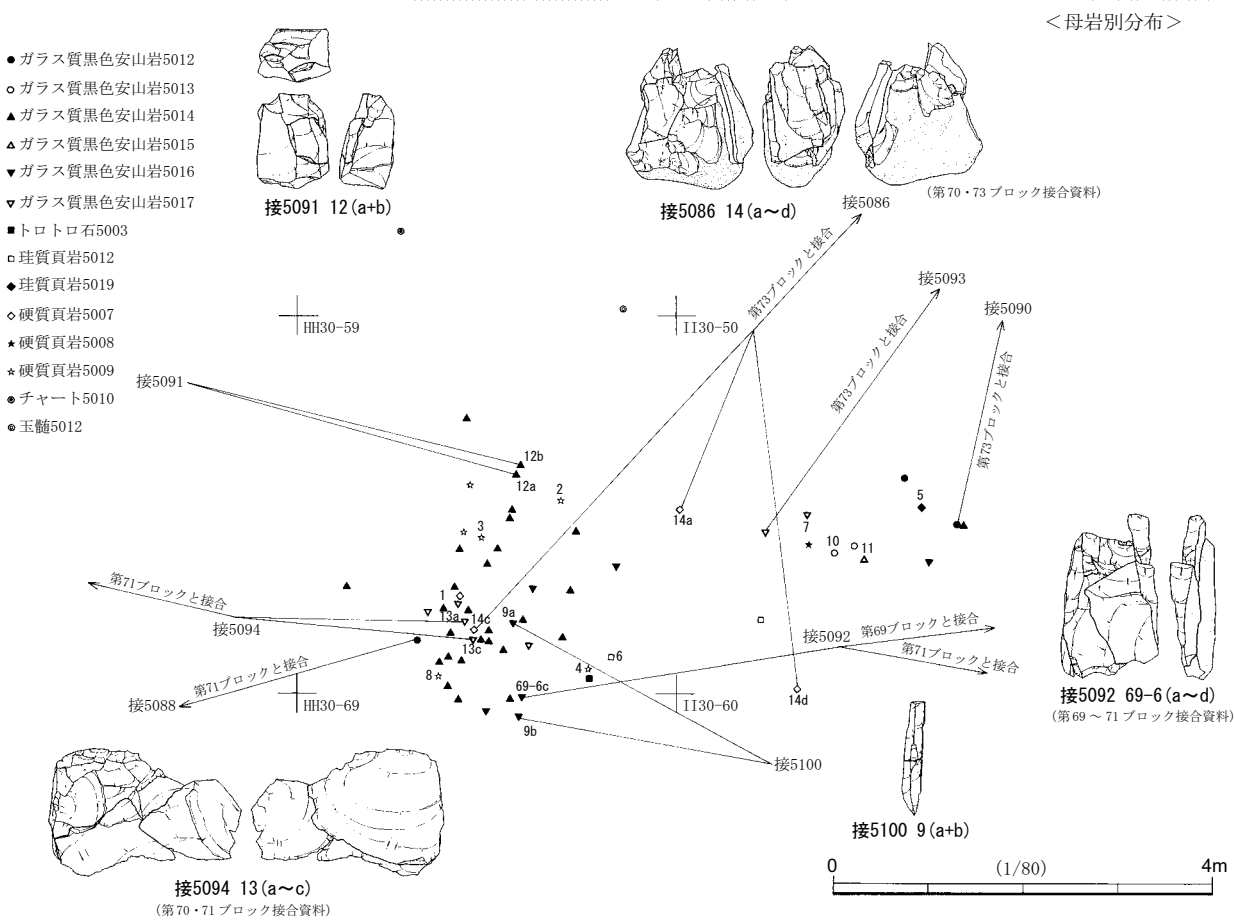 ＜母岩別分布＞
●ガラス質黒色安山岩5012
○ガラス質黒色安山岩5013
▲ガラス質黒色安山岩5014
△ガラス質黒色安山岩5015
▼ガラス質黒色安山岩5016
▽ガラス質黒色安山岩5017
■トロトロ石5003
□珪質頁岩5012
◆珪質頁岩5019
◇硬質頁岩5007
★硬質頁岩5008
☆硬質頁岩5009
◉チャート5010
◎玉髄5012
接5091 12(a+b)
接5086 14(a～d)
(第70・73ブロック接合資料)
接5086
第73ブロックと接合
接5093
第73ブロックと接合
接5090
第73ブロックと接合
HH30-59
II30-50
接5091
12b
12a
2
3
14a
7
10
11
5
1
13a
14c
9a
13c
8
4
6
69-6c
9b
14d
第71ブロックと接合
接5094
第71ブロックと接合
接5088
HH30-69
II30-60
接5092
第69ブロックと接合
第71ブロックと接合
接5100
接5092 69-6(a～d)
(第69～71ブロック接合資料)
接5100 9(a+b)
接5094 13(a～c)
(第70・71ブロック接合資料)
0
(1/80)
4m